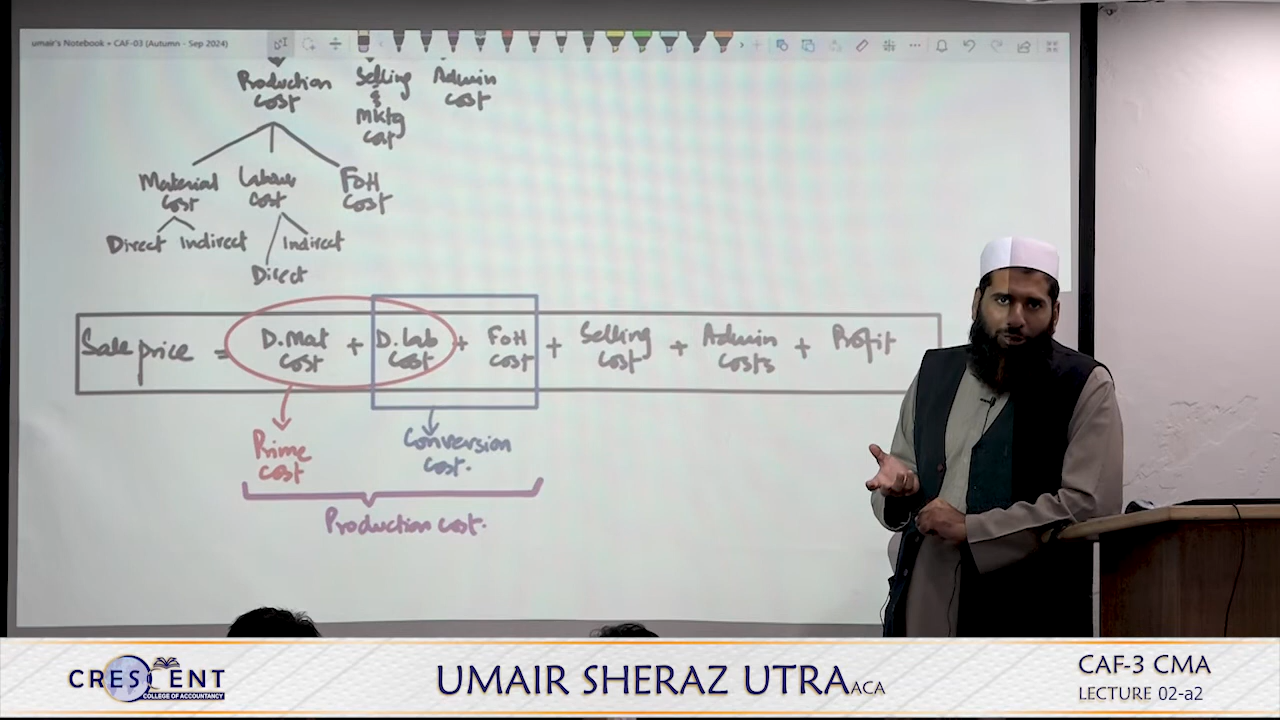 umair's Notebook • CAF-03 (Autumn - Sep 2024)
Production
Cost
Selling
&
Mktg
Cost
Admin
Cost
Material
Cost
Labour
Cost
FoH
Cost
Direct
Indirect
Indirect
Direct
Sale price = D.Mat Cost + D.Lab Cost + FoH Cost + Selling Cost + Admin Costs + Profit
Prime
Cost
Conversion
Cost.
Production Cost.
CRESCENT
COLLEGE OF ACCOUNTANCY
UMAIR SHERAZ UTRA ACA
CAF-3 CMA
LECTURE 02-a2